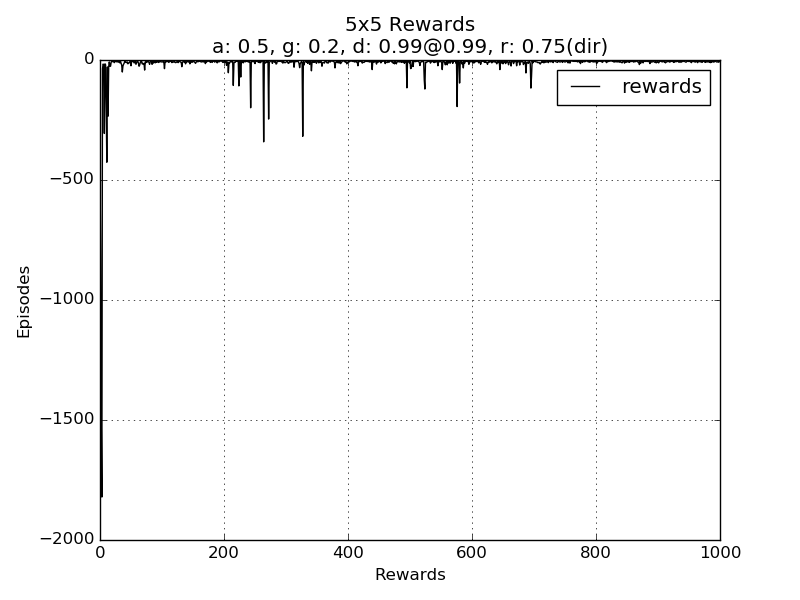 5x5 Rewards
a: 0.5, g: 0.2, d: 0.99@0.99, r: 0.75(dir)
rewards
0
−500
−1000
−1500
−2000
Episodes
0 200 400 600 800 1000
Rewards